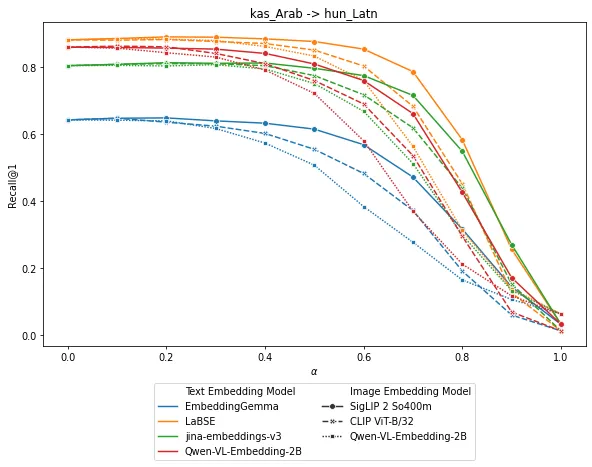 kas_Arab -> hun_Latn
Recall@1
0.8
0.6
0.4
0.2
0.0
0.0 0.2 0.4 0.6 0.8 1.0
α
Text Embedding Model Image Embedding Model
EmbeddingGemma SigLIP 2 So400m
LaBSE CLIP ViT-B/32
jina-embeddings-v3 Qwen-VL-Embedding-2B
Qwen-VL-Embedding-2B